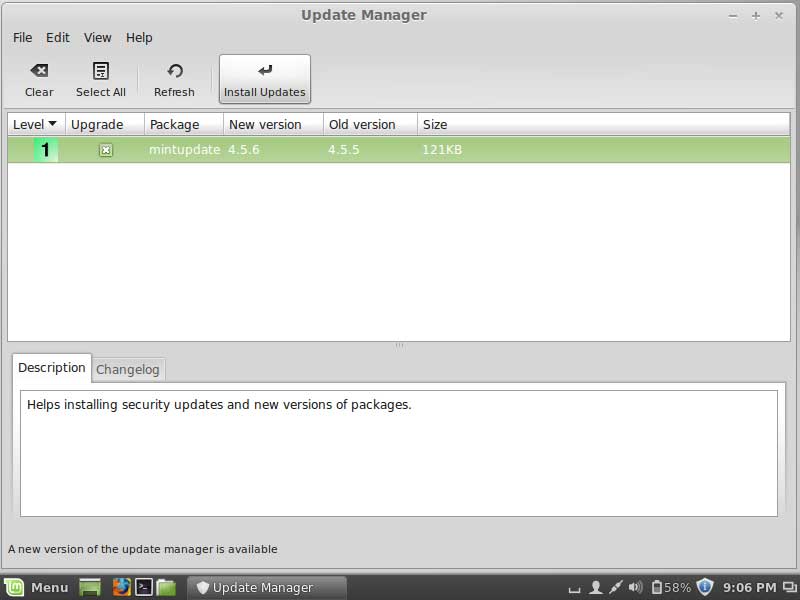 Update Manager
File Edit View Help
Clear Select All Refresh Install Updates
Level Upgrade Package New version Old version Size
1 mintupdate 4.5.6 4.5.5 121KB
Description Changelog
Helps installing security updates and new versions of packages.
A new version of the update manager is available
Menu Update Manager 58% 9:06 PM